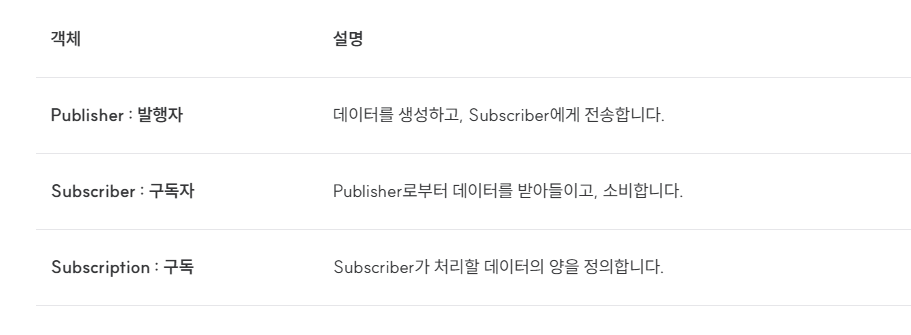 객체 설명
Publisher : 발행자 데이터를 생성하고, Subscriber에게 전송합니다.
Subscriber : 구독자 Publisher로부터 데이터를 받아들이고, 소비합니다.
Subscription : 구독 Subscriber가 처리할 데이터의 양을 정의합니다.